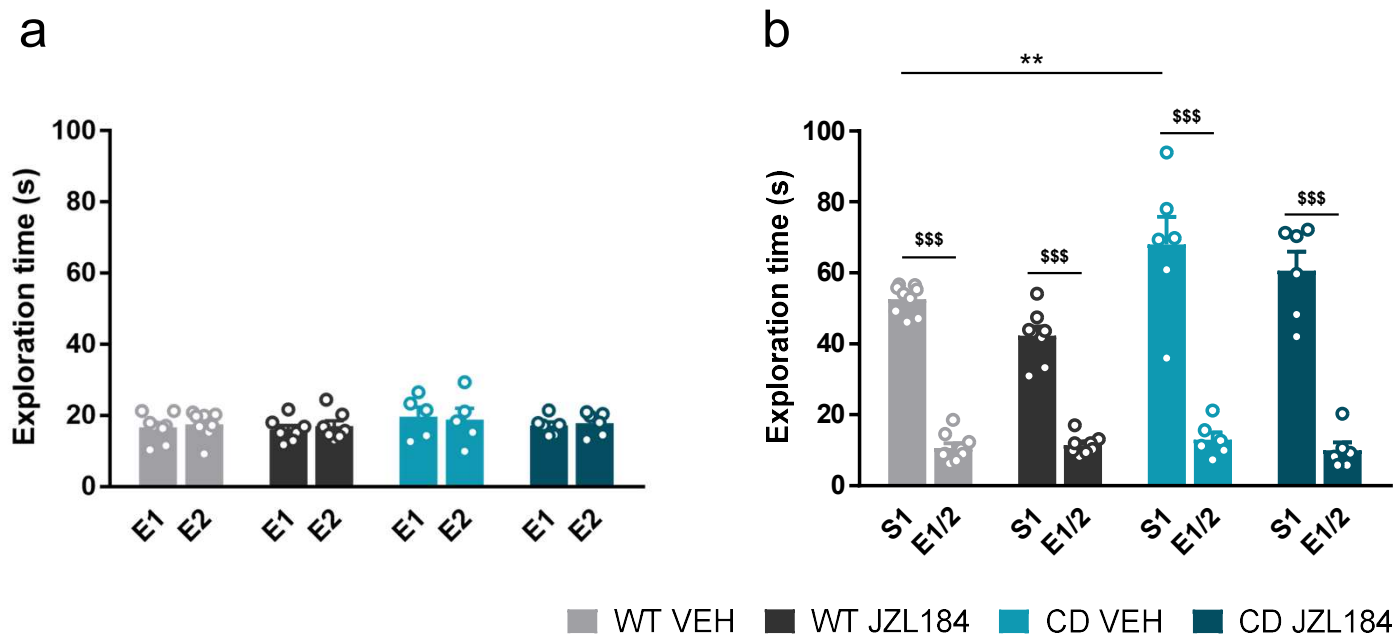 a
b
**
$$$
$$$
$$$
$$$
Exploration time (s)
100
80
60
40
20
0
E1 E2 E1 E2 E1 E2 E1 E2
Exploration time (s)
100
80
60
40
20
0
S1 E1/2 S1 E1/2 S1 E1/2 S1 E1/2
WT VEH WT JZL184 CD VEH CD JZL184